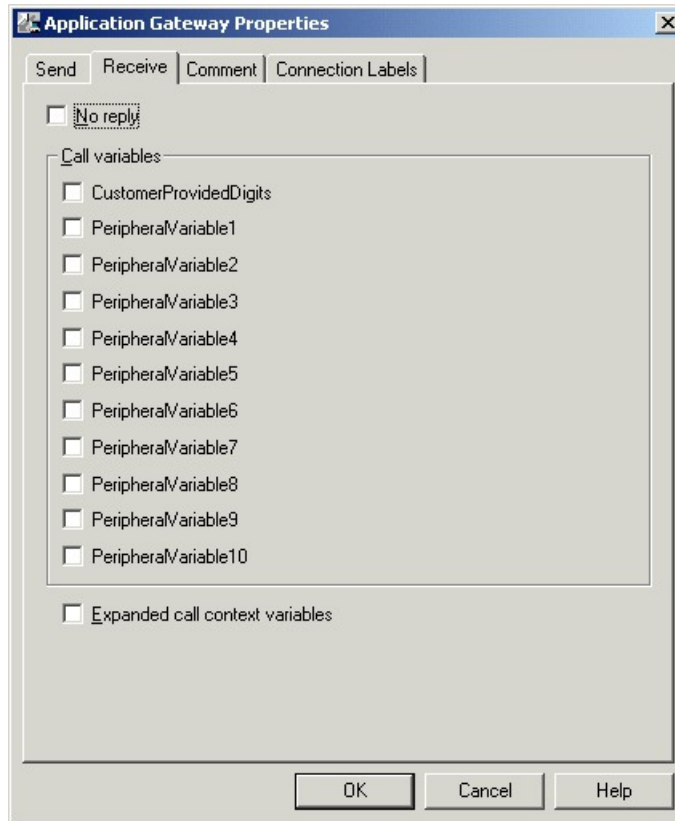 Application Gateway Properties
Send Receive Comment Connection Labels
No reply
Call variables
CustomerProvidedDigits
PeripheralVariable1
PeripheralVariable2
PeripheralVariable3
PeripheralVariable4
PeripheralVariable5
PeripheralVariable6
PeripheralVariable7
PeripheralVariable8
PeripheralVariable9
PeripheralVariable10
Expanded call context variables
OK Cancel Help